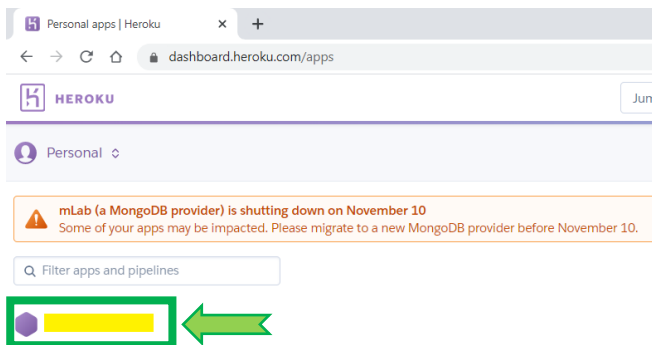 Personal apps | Heroku
dashboard.heroku.com/apps
HEROKU
Personal
mLab (a MongoDB provider) is shutting down on November 10
Some of your apps may be impacted. Please migrate to a new MongoDB provider before November 10.
Filter apps and pipelines